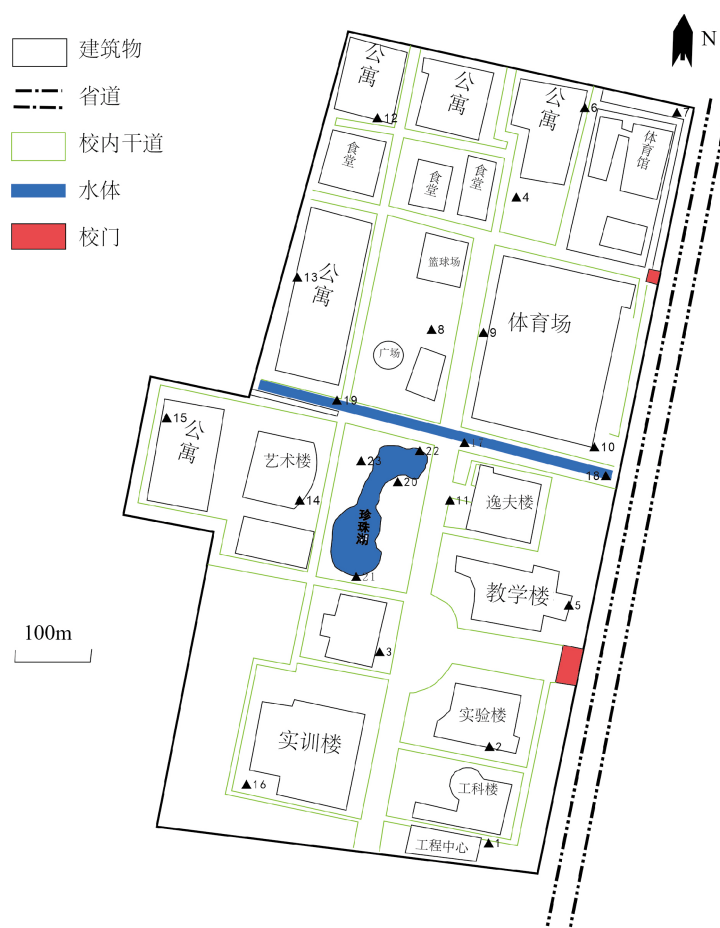 N
建筑物
省道
校内干道
水体
校门
公寓
公寓
公寓
6
7
12
体育馆
食堂
食堂
食堂
4
篮球场
13
公寓
8
9
体育场
广场
19
15
公寓
17
10
22
23
艺术楼
18
20
14
11
逸夫楼
珍珠湖
21
教学楼
5
100m
3
实验楼
实训楼
2
16
工科楼
工程中心
1